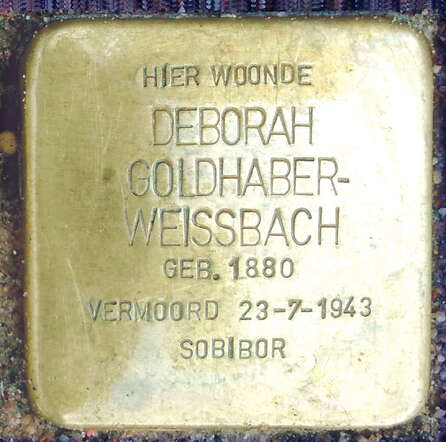 HIER WOONDE
DEBORAH
GOLDHABER-
WEISSBACH
GEB. 1880
VERMOORD 23-7-1943
SOBIBOR